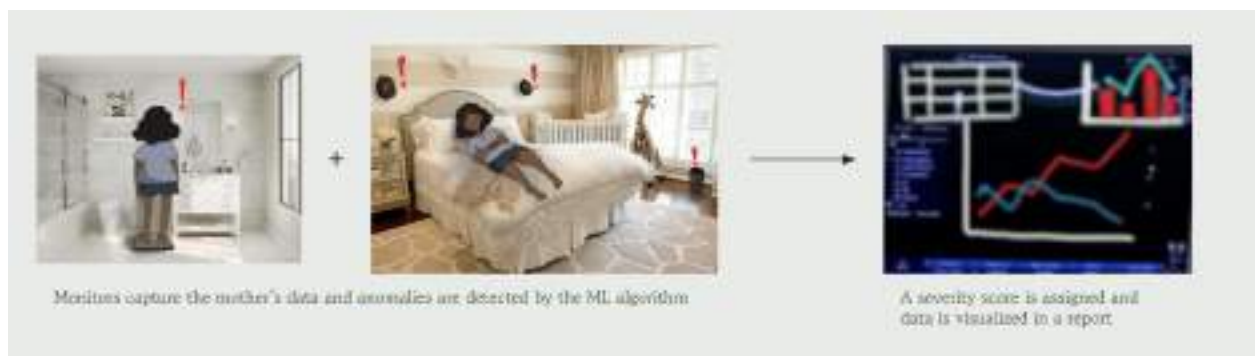 Monitors capture the mother's data and anomalies are detected by the ML algorithm
A severity score is assigned and
data is visualized in a report